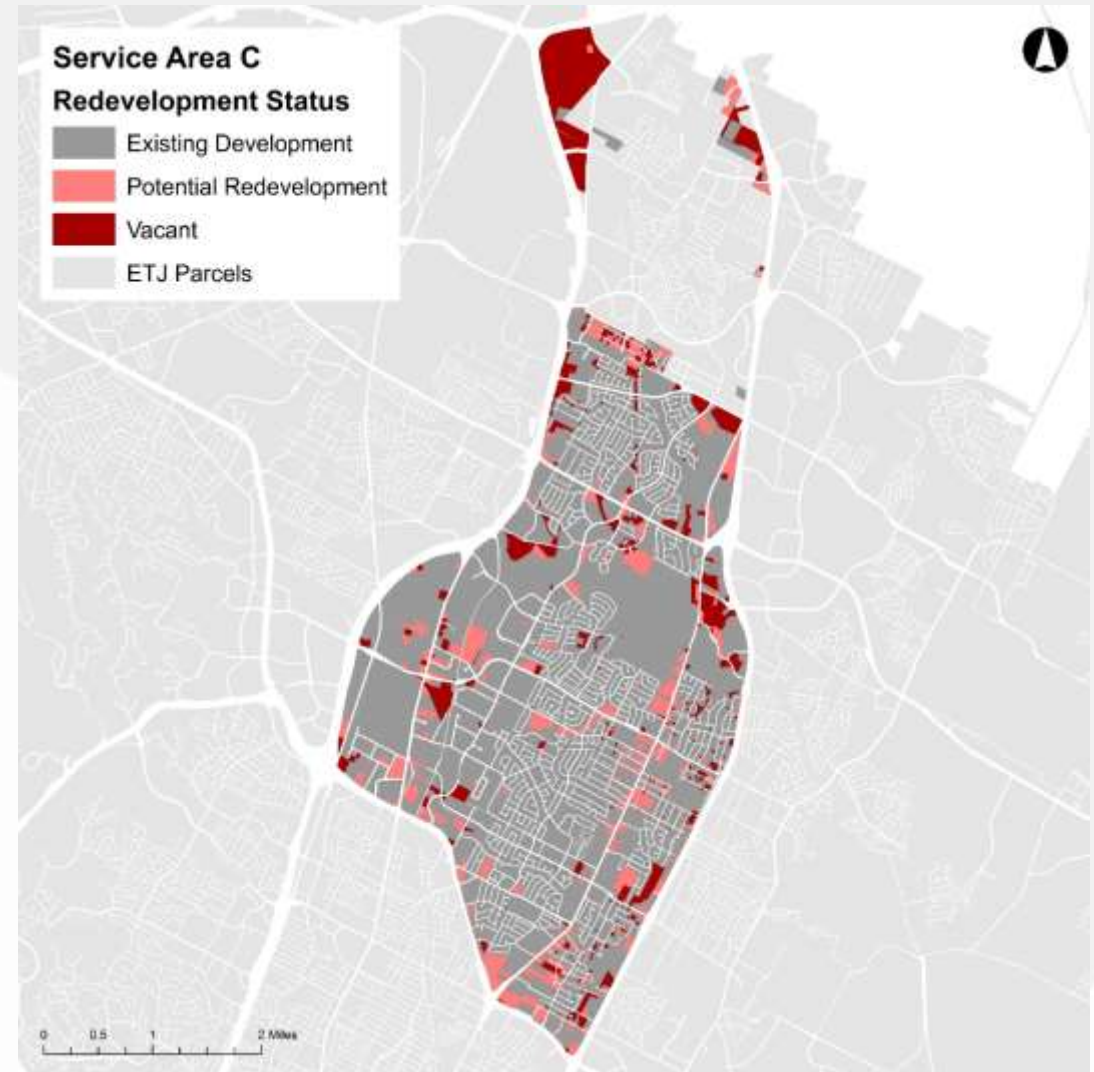 Service Area C
Redevelopment Status
Existing Development
Potential Redevelopment
Vacant
ETJ Parcels
0 0.5 1 2 Miles